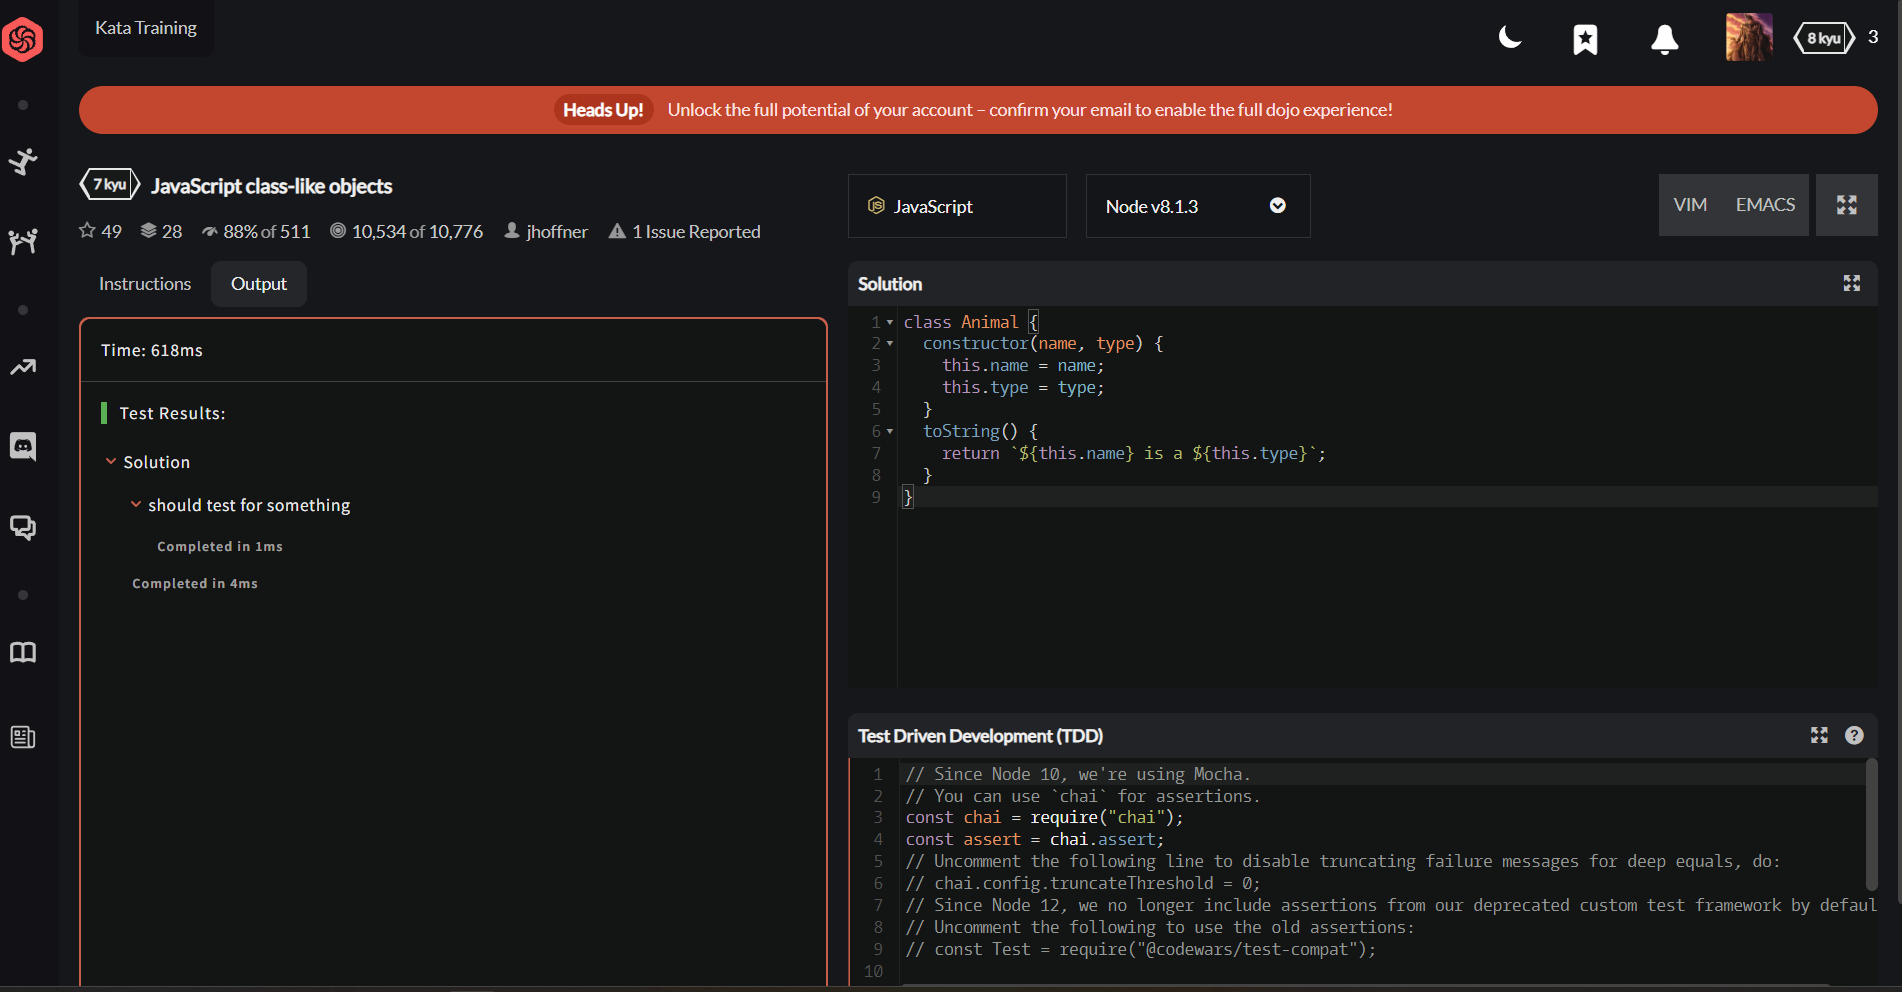 Kata Training
8 kyu
3
Heads Up! Unlock the full potential of your account – confirm your email to enable the full dojo experience!
7 kyu JavaScript class-like objects
49 28 88% of 511 10,534 of 10,776 jhoffner 1 Issue Reported
JS JavaScript
Node v8.1.3
VIM EMACS
Instructions Output
Time: 618ms
Test Results:
Solution
should test for something
Completed in 1ms
Completed in 4ms
Solution
1 class Animal {
2 constructor(name, type) {
3 this.name = name;
4 this.type = type;
5 }
6 toString() {
7 return `${this.name} is a ${this.type}`;
8 }
9 }
Test Driven Development (TDD) ?
1 // Since Node 10, we're using Mocha.
2 // You can use `chai` for assertions.
3 const chai = require("chai");
4 const assert = chai.assert;
5 // Uncomment the following line to disable truncating failure messages for deep equals, do:
6 // chai.config.truncateThreshold = 0;
7 // Since Node 12, we no longer include assertions from our deprecated custom test framework by defaul
8 // Uncomment the following to use the old assertions:
9 // const Test = require("@codewars/test-compat");
10